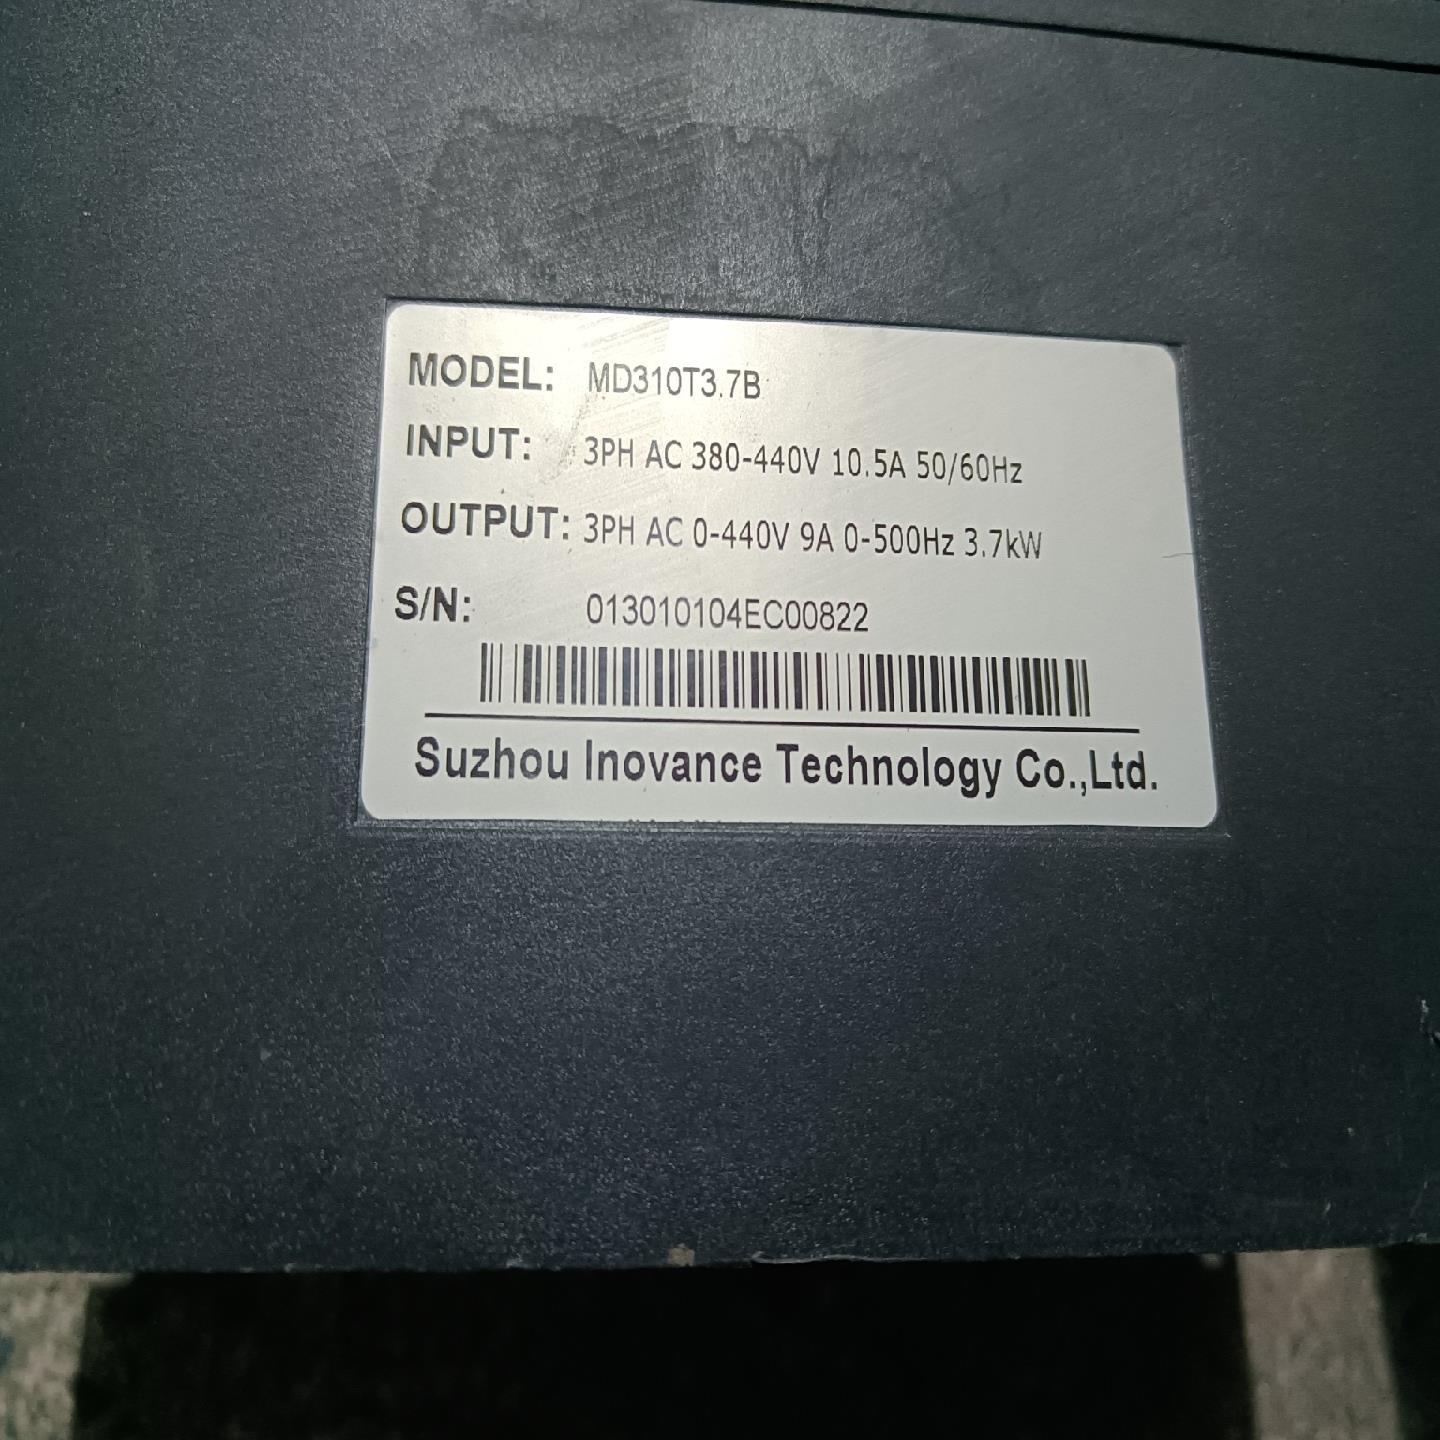 MODEL: MD310T3.7B
INPUT: 3PH AC 380-440V 10.5A 50/60Hz
OUTPUT: 3PH AC 0-440V 9A 0-500Hz 3.7kW
S/N: 013010104EC00822
Suzhou Inovance Technology Co.,Ltd.